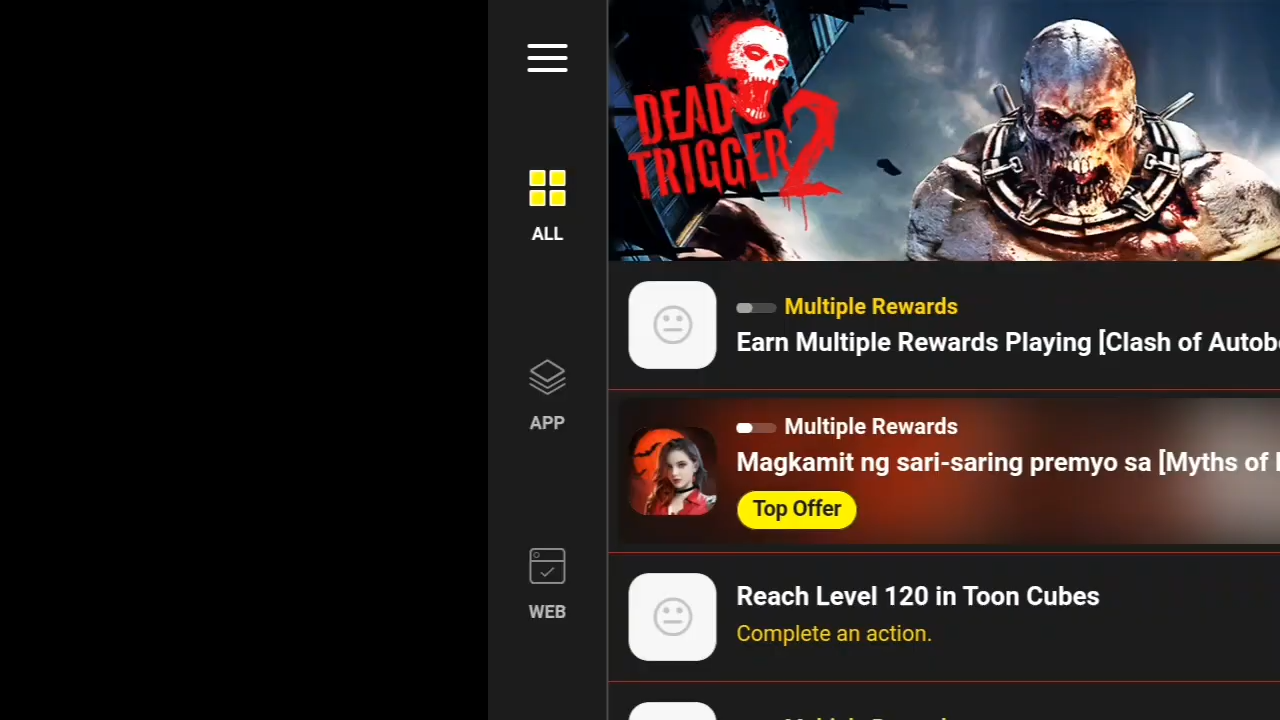 DEAD
TRIGGER 2
ALL
Multiple Rewards
Earn Multiple Rewards Playing [Clash of
APP
Multiple Rewards
Magkamit ng sari-saring premyo sa [Myths of
Top Offer
Reach Level 120 in Toon Cubes
WEB
Complete an action.